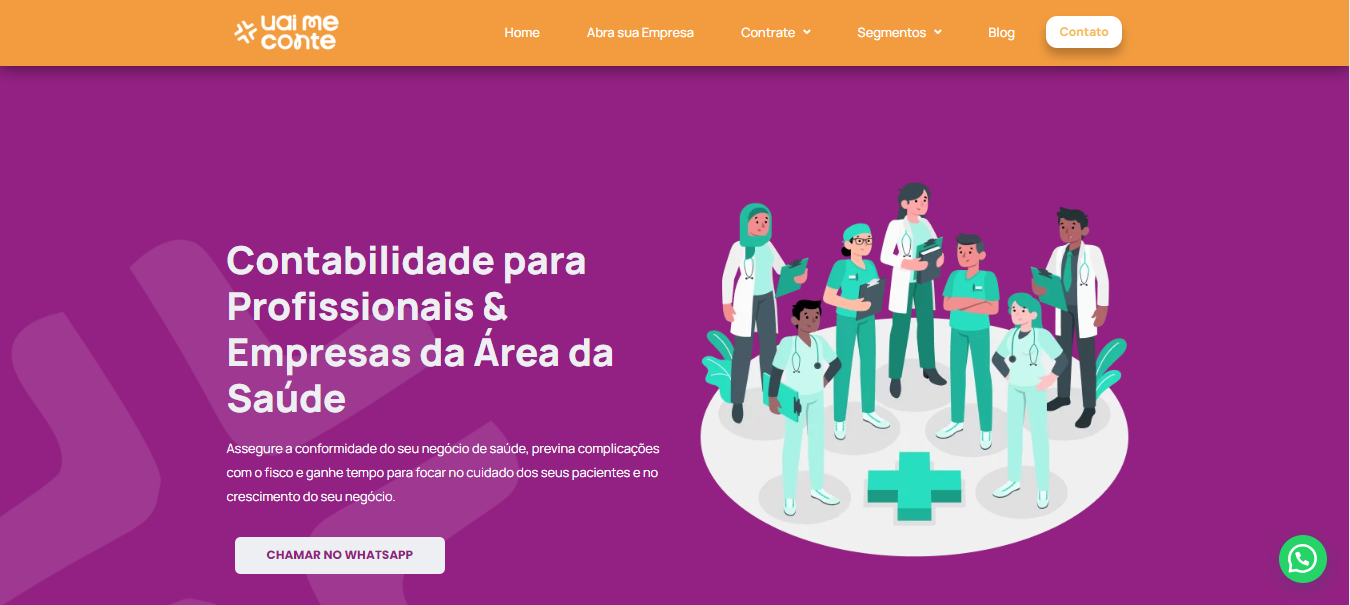 uai me
conte
Home Abra sua Empresa Contrate Segmentos Blog Contato
Contabilidade para
Profissionais &
Empresas da Área da
Saúde
Assegure a conformidade do seu negócio de saúde, previna complicações
com o fisco e ganhe tempo para focar no cuidado dos seus pacientes e no
crescimento do seu negócio.
CHAMAR NO WHATSAPP